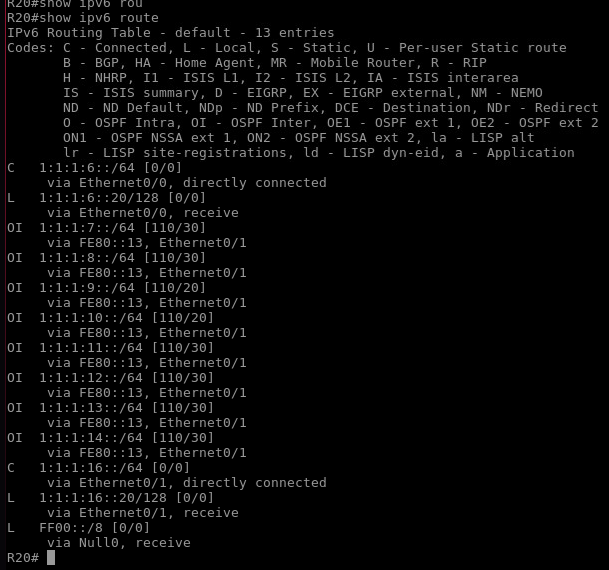 R20#show ipv6 rou
R20#show ipv6 route
IPv6 Routing Table - default - 13 entries
Codes: C - Connected, L - Local, S - Static, U - Per-user Static route
       B - BGP, HA - Home Agent, MR - Mobile Router, R - RIP
       H - NHRP, I1 - ISIS L1, I2 - ISIS L2, IA - ISIS interarea
       IS - ISIS summary, D - EIGRP, EX - EIGRP external, NM - NEMO
       ND - ND Default, NDp - ND Prefix, DCE - Destination, NDr - Redirect
       O - OSPF Intra, OI - OSPF Inter, OE1 - OSPF ext 1, OE2 - OSPF ext 2
       ON1 - OSPF NSSA ext 1, ON2 - OSPF NSSA ext 2, la - LISP alt
       lr - LISP site-registrations, ld - LISP dyn-eid, a - Application
C   1:1:1:6::/64 [0/0]
     via Ethernet0/0, directly connected
L   1:1:1:6::20/128 [0/0]
     via Ethernet0/0, receive
OI  1:1:1:7::/64 [110/30]
     via FE80::13, Ethernet0/1
OI  1:1:1:8::/64 [110/30]
     via FE80::13, Ethernet0/1
OI  1:1:1:9::/64 [110/20]
     via FE80::13, Ethernet0/1
OI  1:1:1:10::/64 [110/20]
     via FE80::13, Ethernet0/1
OI  1:1:1:11::/64 [110/30]
     via FE80::13, Ethernet0/1
OI  1:1:1:12::/64 [110/30]
     via FE80::13, Ethernet0/1
OI  1:1:1:13::/64 [110/30]
     via FE80::13, Ethernet0/1
OI  1:1:1:14::/64 [110/30]
     via FE80::13, Ethernet0/1
C   1:1:1:16::/64 [0/0]
     via Ethernet0/1, directly connected
L   1:1:1:16::20/128 [0/0]
     via Ethernet0/1, receive
L   FF00::/8 [0/0]
     via Null0, receive
R20#